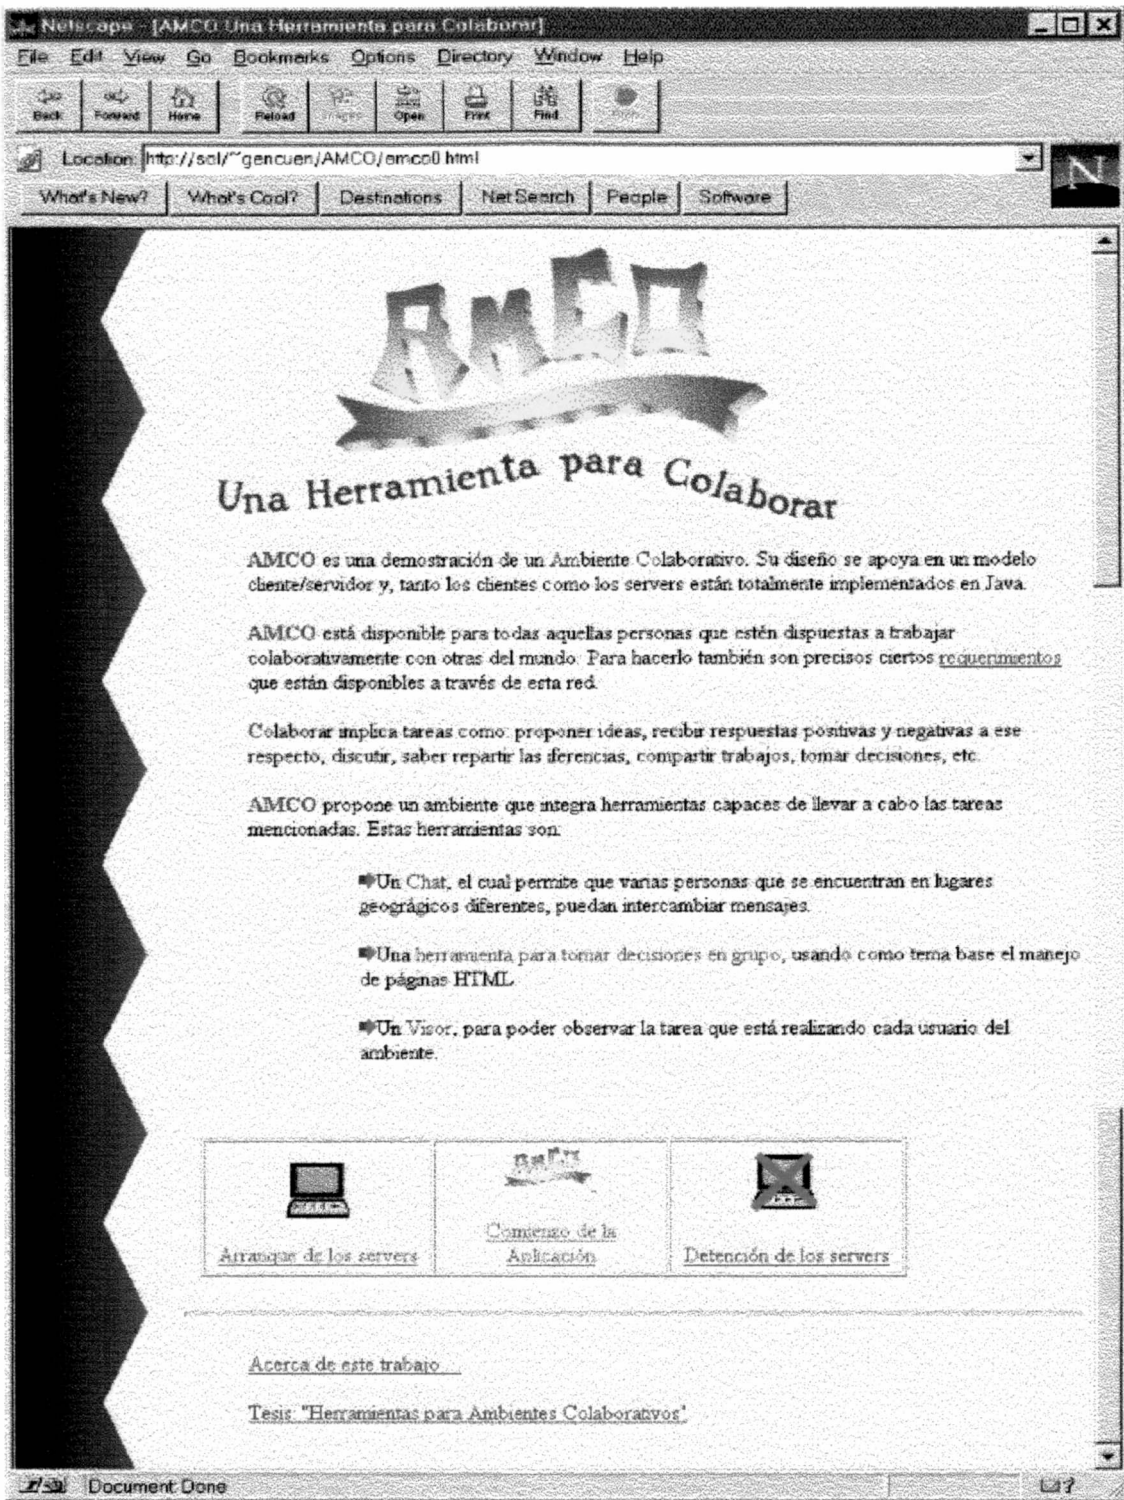 Netscape - [AMCO Una Herramienta para Colaborar]
File Edit View Go Bookmarks Options Directory Window Help
Back Forward Home Reload Images Open Print Find
Location: http://sol/~gencuen/AMCO/amco0.html
N
What's New? What's Cool? Destinations Net Search People Software
AMCO
Una Herramienta para Colaborar
AMCO es una demostración de un Ambiente Colaborativo. Su diseño se apoya en un modelo
cliente/servidor y, tanto los clientes como los servers están totalmente implementados en Java.
AMCO está disponible para todas aquellas personas que estén dispuestas a trabajar
colaborativamente con otras del mundo. Para hacerlo también son precisos ciertos requerimientos
que están disponibles a través de esta red.
Colaborar implica tareas como: proponer ideas, recibir respuestas positivas y negativas a ese
respecto, discutir, saber repartir las iferencias, compartir trabajos, tomar decisiones, etc.
AMCO propone un ambiente que integra herramientas capaces de llevar a cabo las tareas
mencionadas. Estas herramientas son:
Un Chat, el cual permite que varias personas que se encuentran en lugares
geográgicos diferentes, puedan intercambiar mensajes.
Una herramienta para tomar decisiones en grupo, usando como tema base el manejo
de páginas HTML.
Un Visor, para poder observar la tarea que está realizando cada usuario del
ambiente.
AMCO
Arranque de los servers
Comienzo de la
Aplicación
Detención de los servers
Acerca de este trabajo ...
Tesis: "Herramientas para Ambientes Colaborativos"
Document: Done